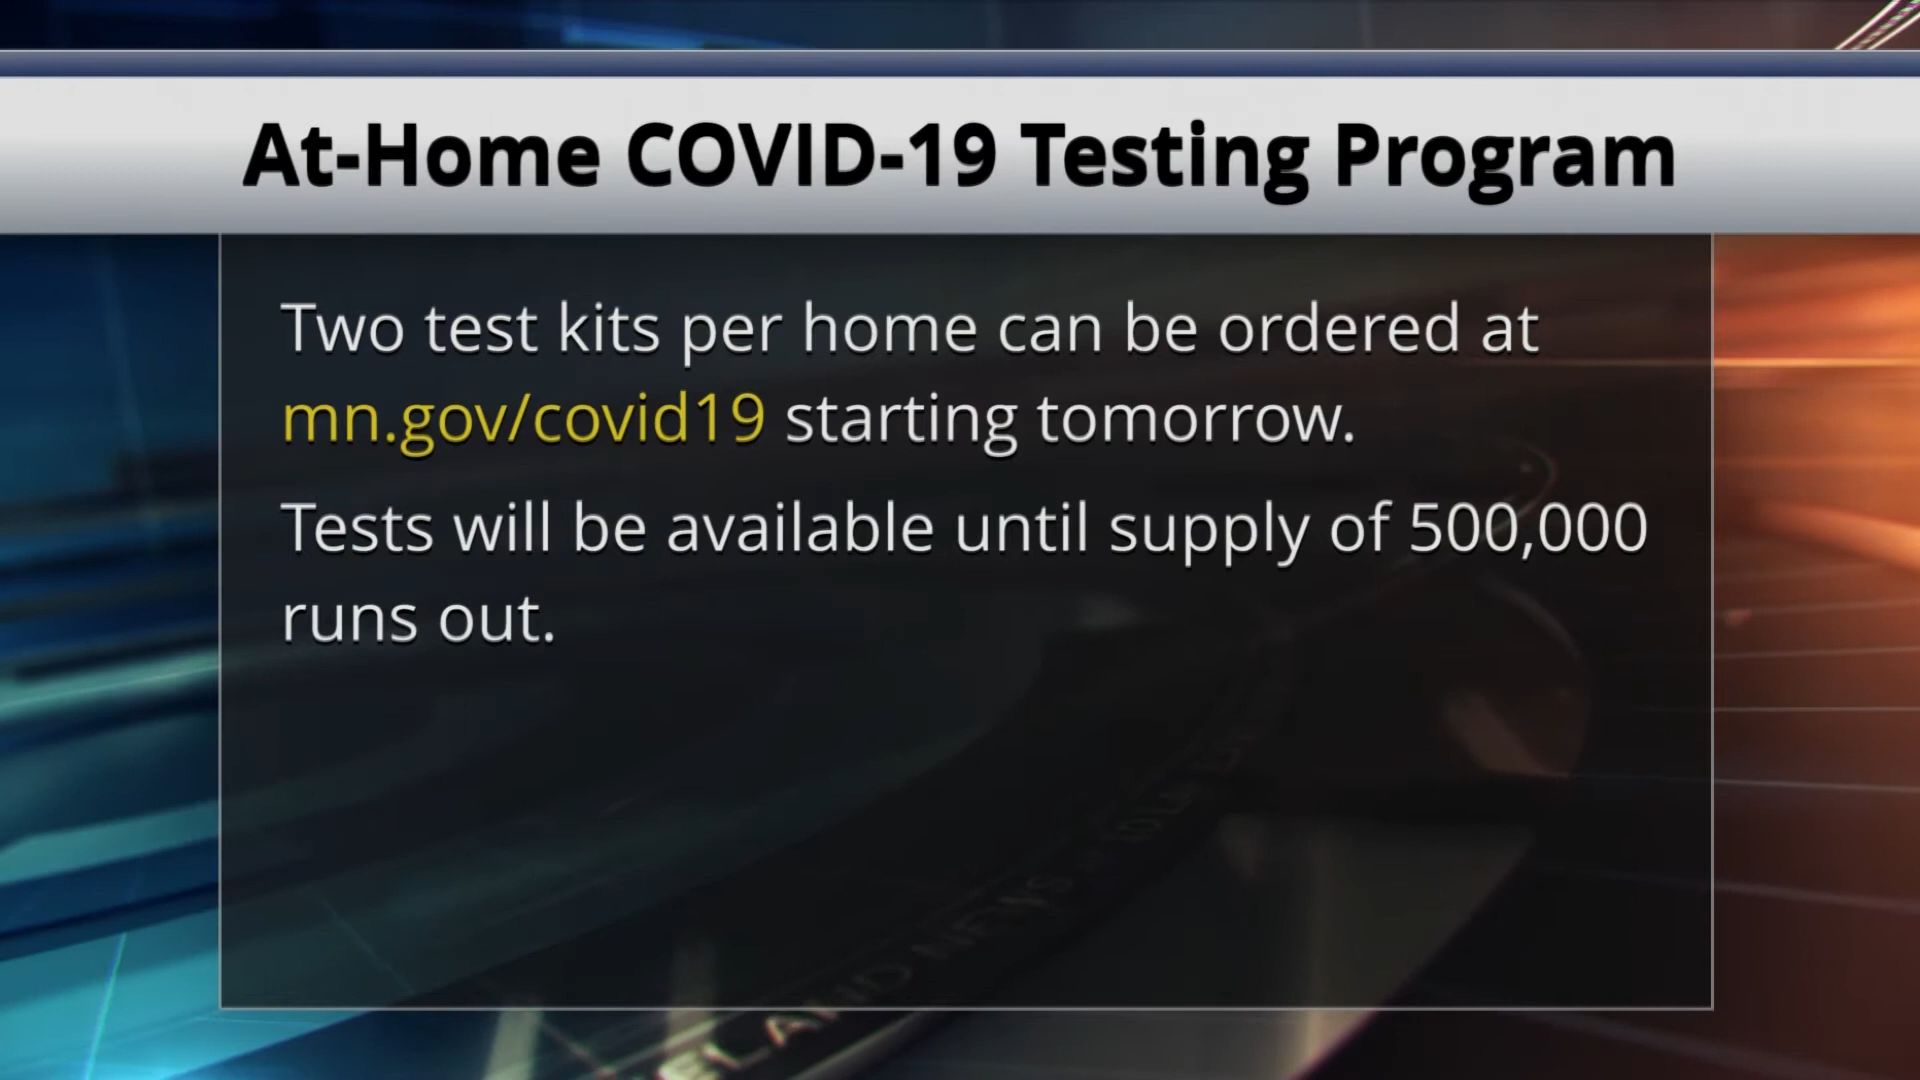 At-Home COVID-19 Testing Program
Two test kits per home can be ordered at
mn.gov/covid19 starting tomorrow.
Tests will be available until supply of 500,000
runs out.